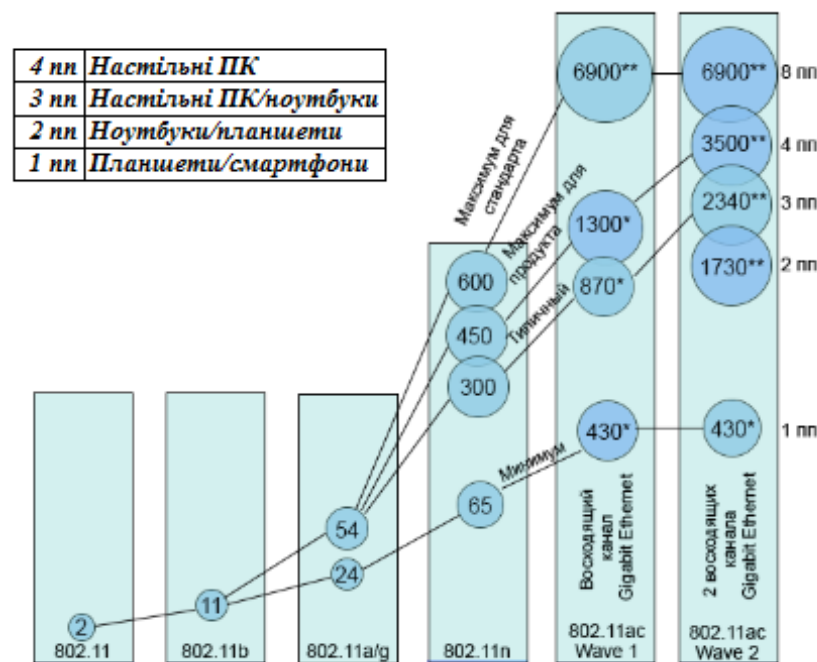 4 пп Настільні ПК
3 пп Настільні ПК/ноутбуки
2 пп Ноутбуки/планшети
1 пп Планшети/смартфони
6900**
6900**
8 пп
Максимум для
стандарта
3500**
4 пп
Максимум для
продукта
1300*
2340**
3 пп
600
870*
1730**
2 пп
450
Типичный
300
430*
430*
1 пп
Минимум
65
54
24
11
2
Восходящий
канал
Gigabit Ethernet
2 восходящих
канала
Gigabit Ethernet
802.11
802.11b
802.11a/g
802.11n
802.11ac
Wave 1
802.11ac
Wave 2